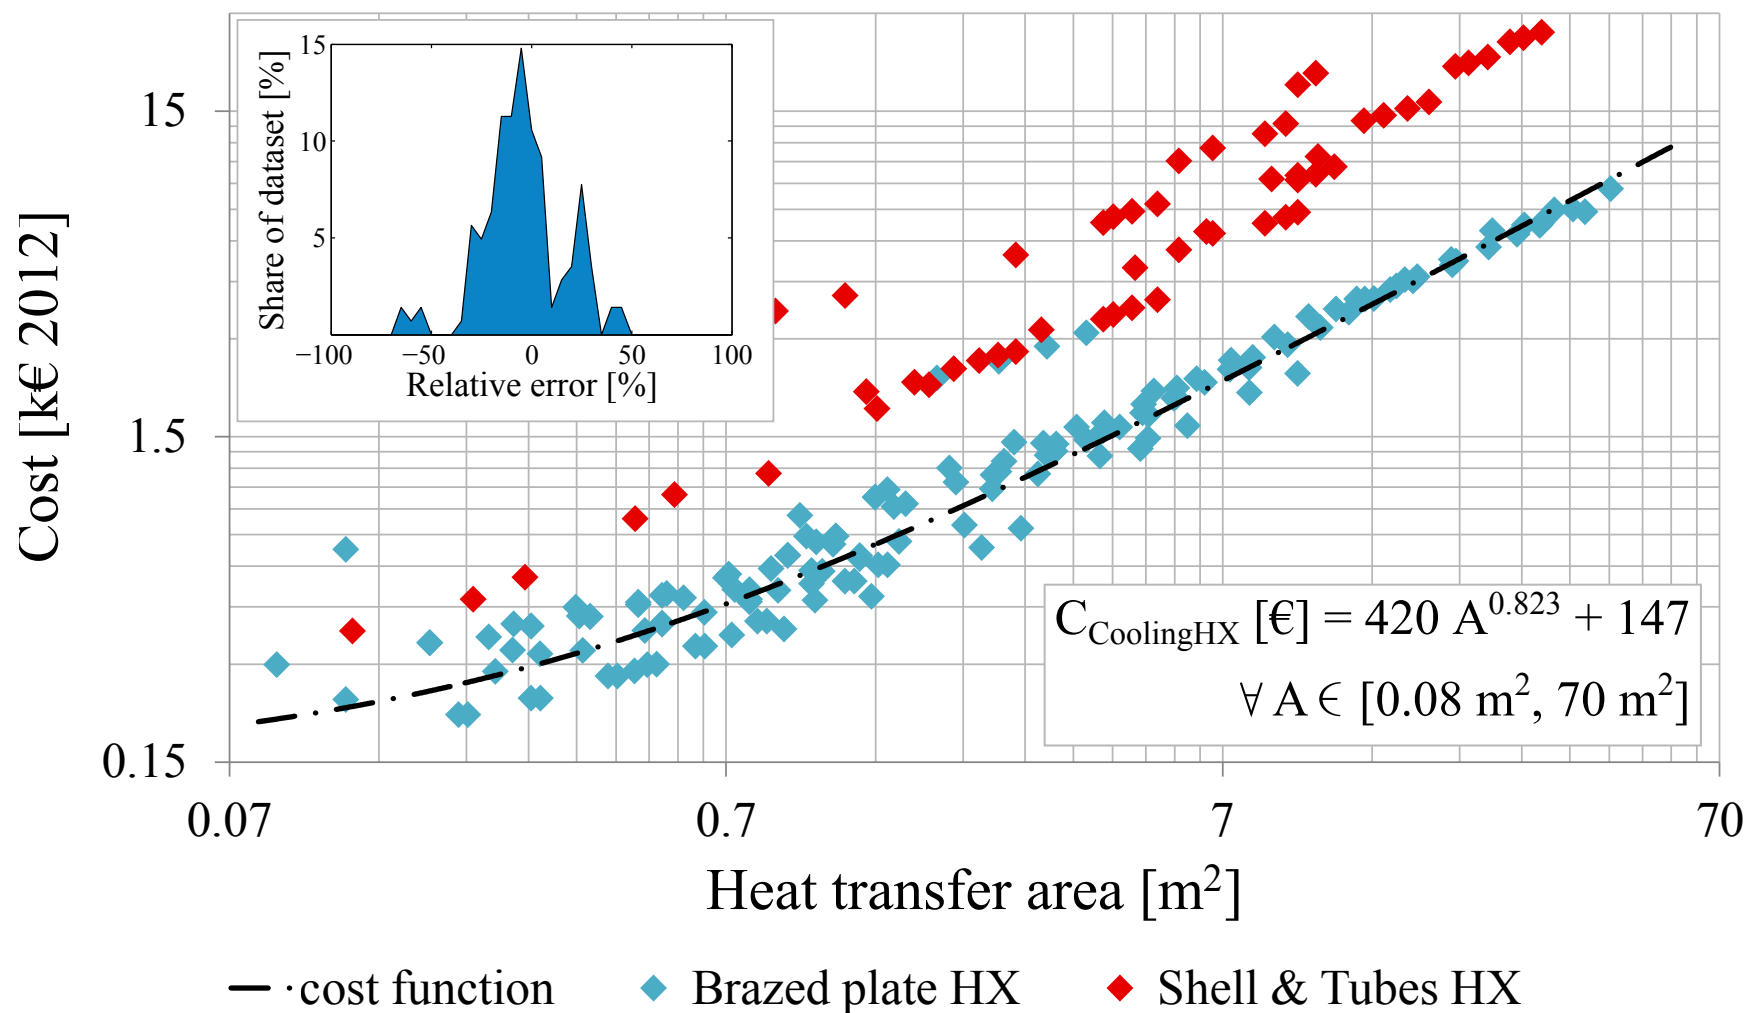 15
10
5
Share of dataset [%]
−100
−50
0
50
100
Relative error [%]
15
1.5
0.15
Cost [k€ 2012]
C_CoolingHX [€] = 420 A^0.823 + 147
∀ A ∈ [0.08 m², 70 m²]
0.07
0.7
7
70
Heat transfer area [m²]
cost function
Brazed plate HX
Shell & Tubes HX